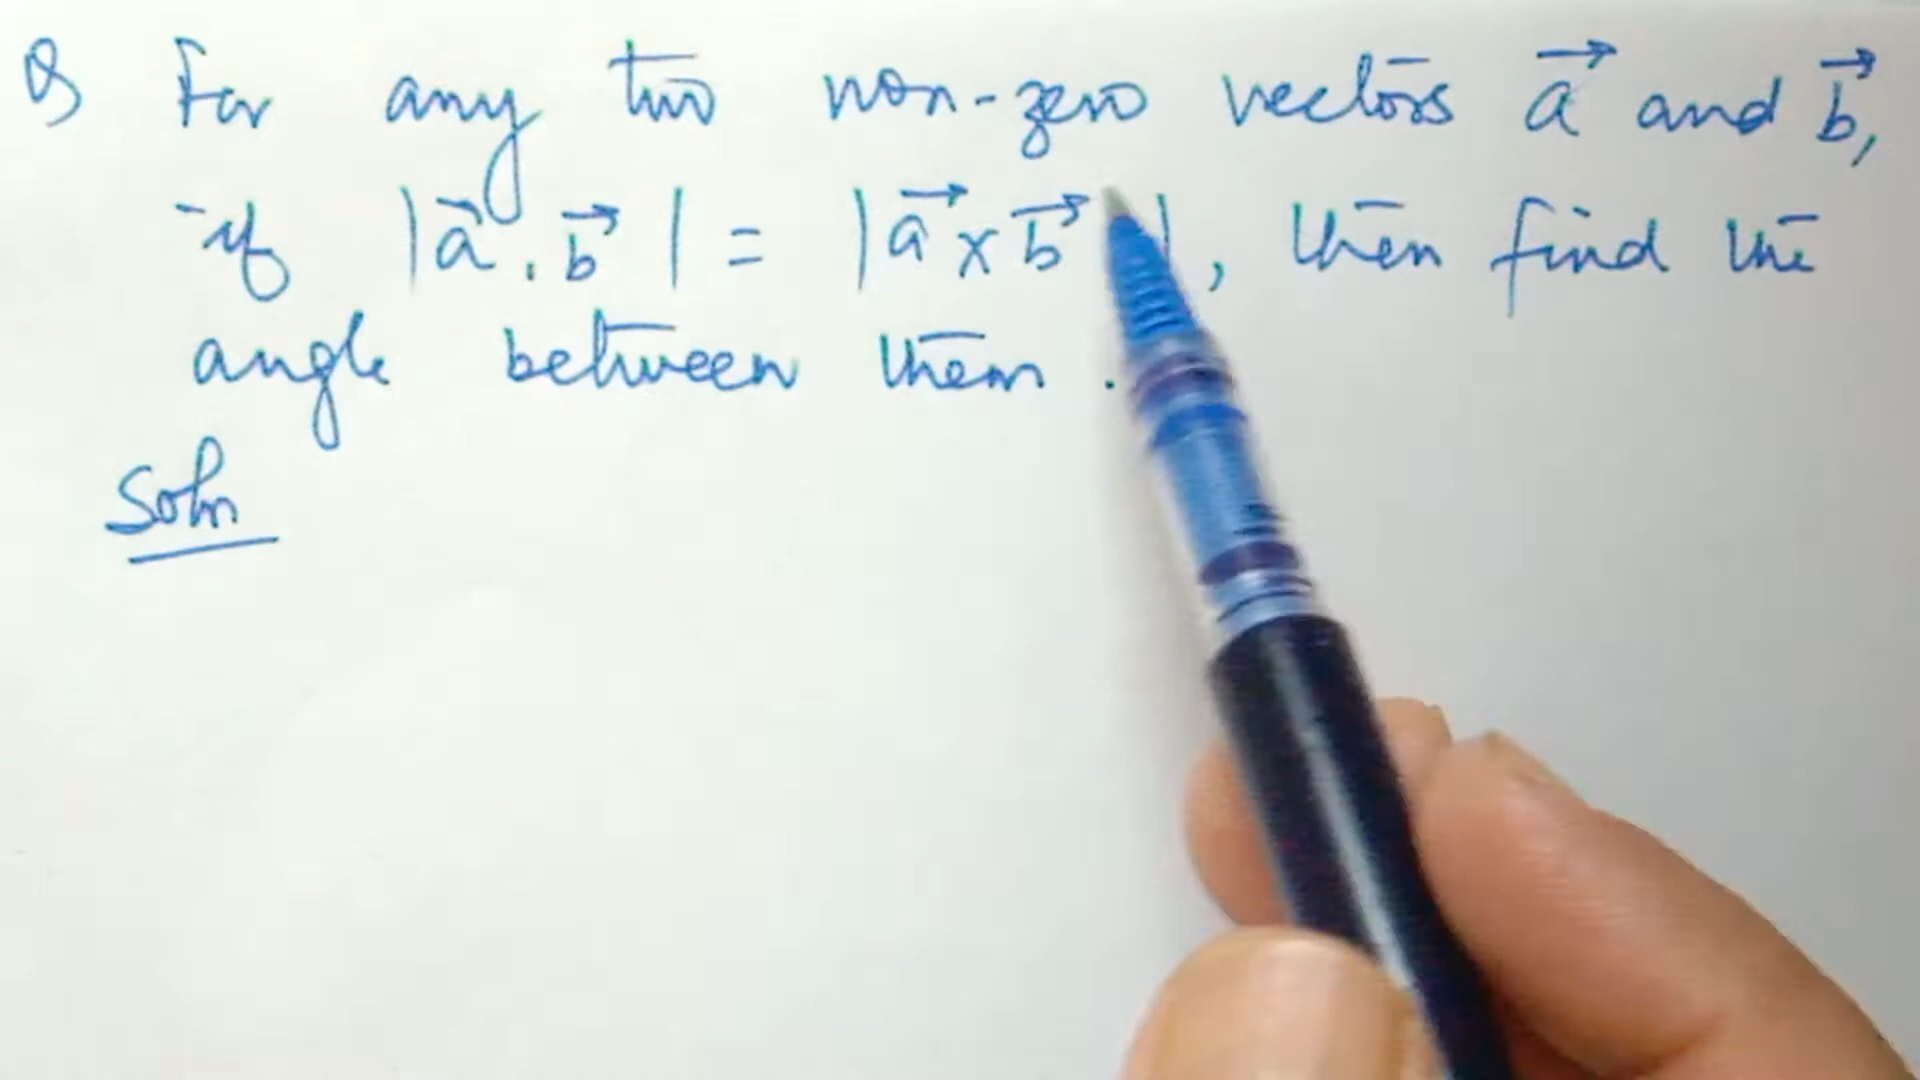 Q For any two non-zero vectors a⃗ and b⃗,
if |a⃗ . b⃗| = |a⃗ x b⃗|, then find the
angle between them .
Soln